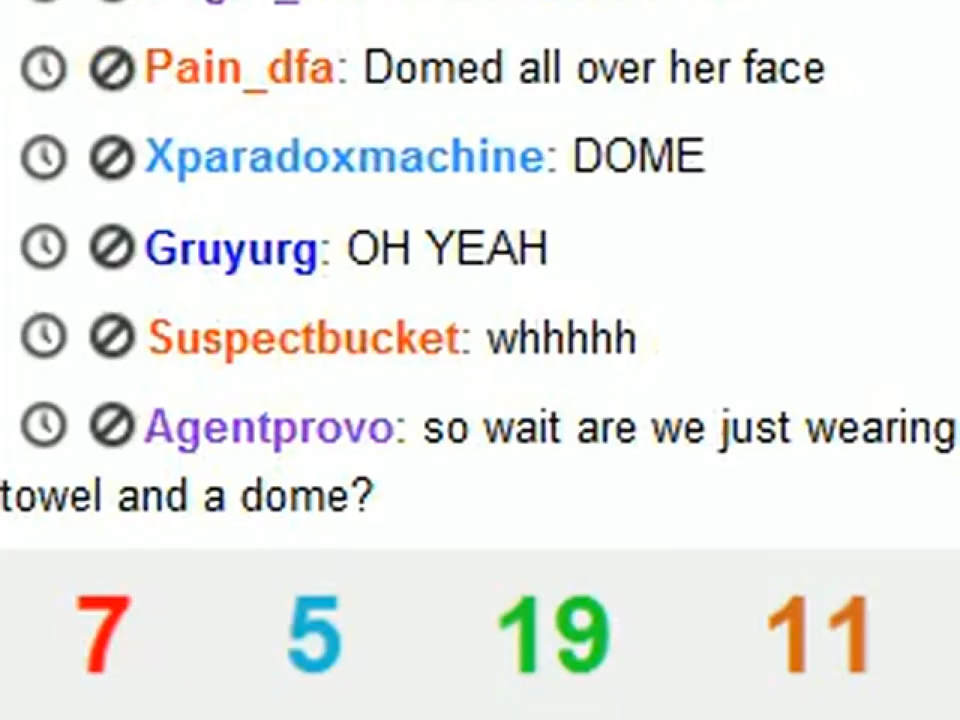 Pain_dfa: Domed all over her face
Xparadoxmachine: DOME
Gruyurg: OH YEAH
Suspectbucket: whhhhh
Agentprovo: so wait are we just wearing
towel and a dome?
7 5 19 11